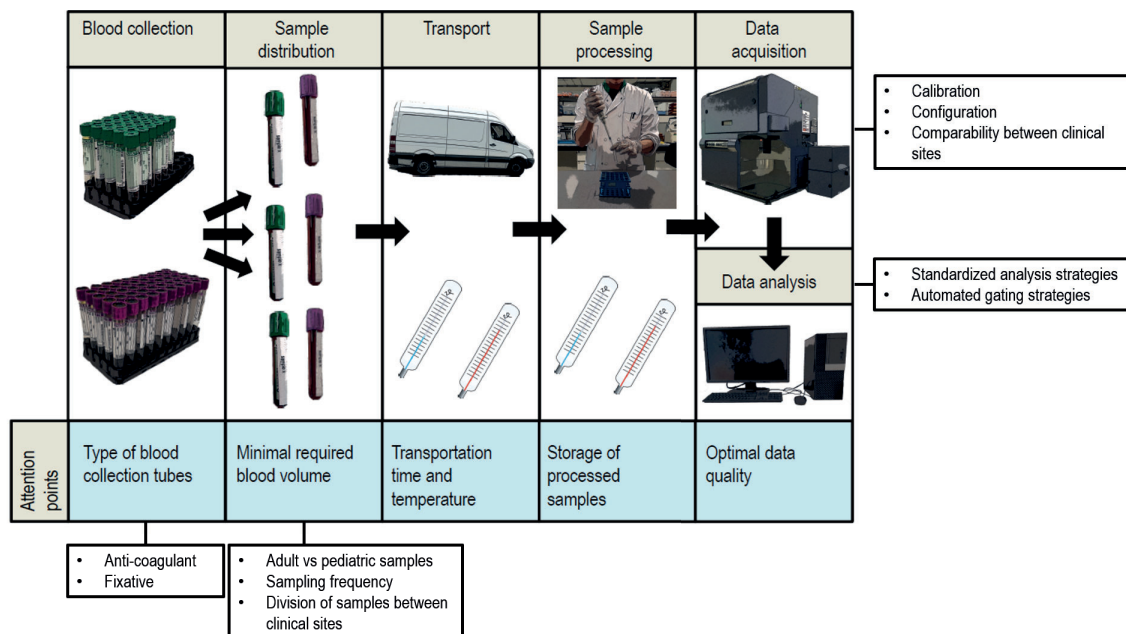 Blood collection
Sample
distribution
Transport
Sample
processing
Data
acquisition
• Calibration
• Configuration
• Comparability between clinical
sites
Data analysis
• Standardized analysis strategies
• Automated gating strategies
Attention
points
Type of blood
collection tubes
Minimal required
blood volume
Transportation
time and
temperature
Storage of
processed
samples
Optimal data
quality
• Anti-coagulant
• Fixative
• Adult vs pediatric samples
• Sampling frequency
• Division of samples between
clinical sites